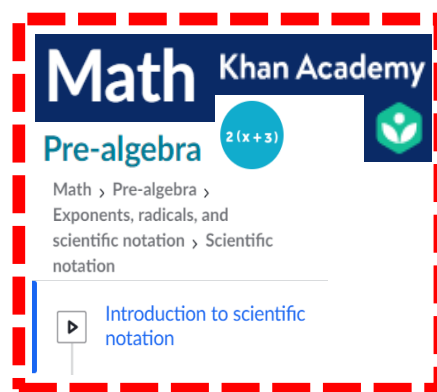 Math Khan Academy
2(x+3)
Pre-algebra
Math › Pre-algebra ›
Exponents, radicals, and
scientific notation › Scientific
notation
Introduction to scientific
notation